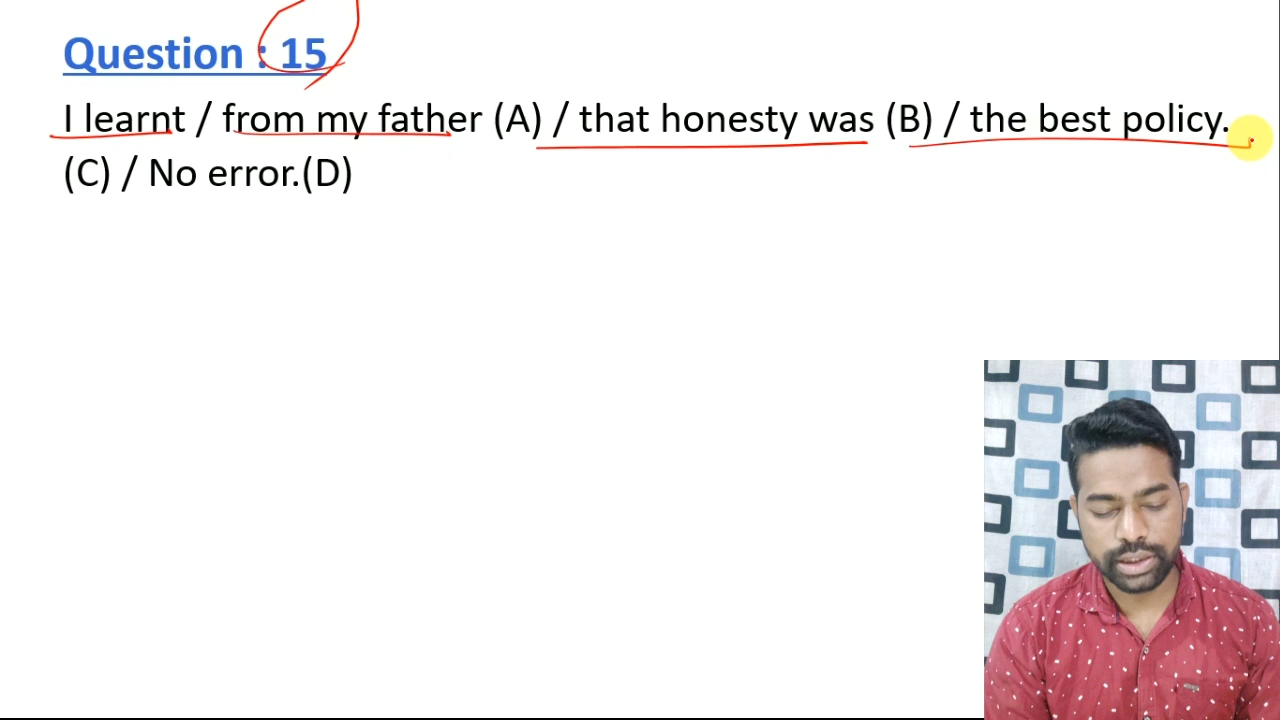 Question : 15
I learnt / from my father (A) / that honesty was (B) / the best policy.
(C) / No error.(D)